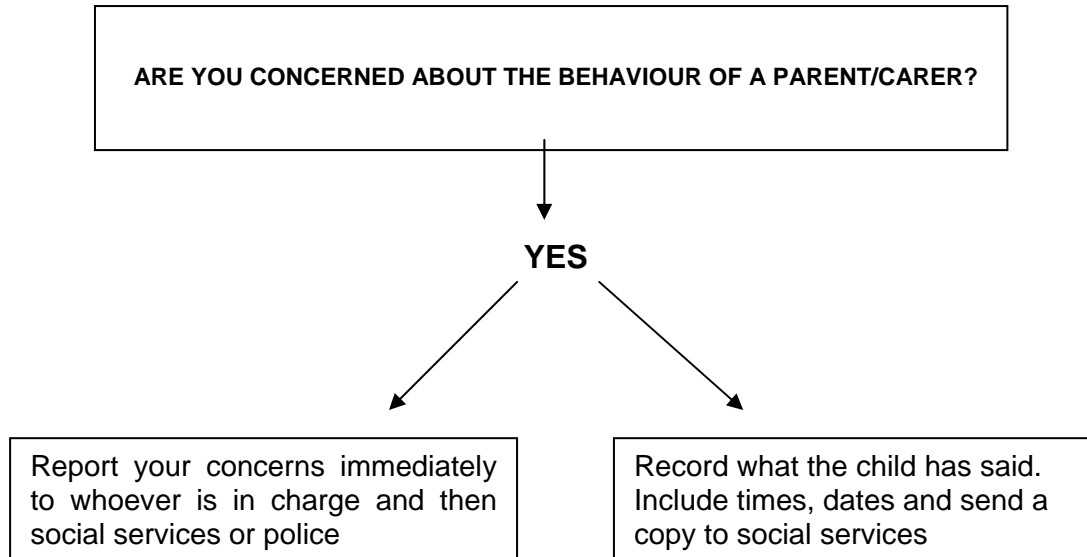 ARE YOU CONCERNED ABOUT THE BEHAVIOUR OF A PARENT/CARER?
YES
Report your concerns immediately
to whoever is in charge and then
social services or police
Record what the child has said.
Include times, dates and send a
copy to social services